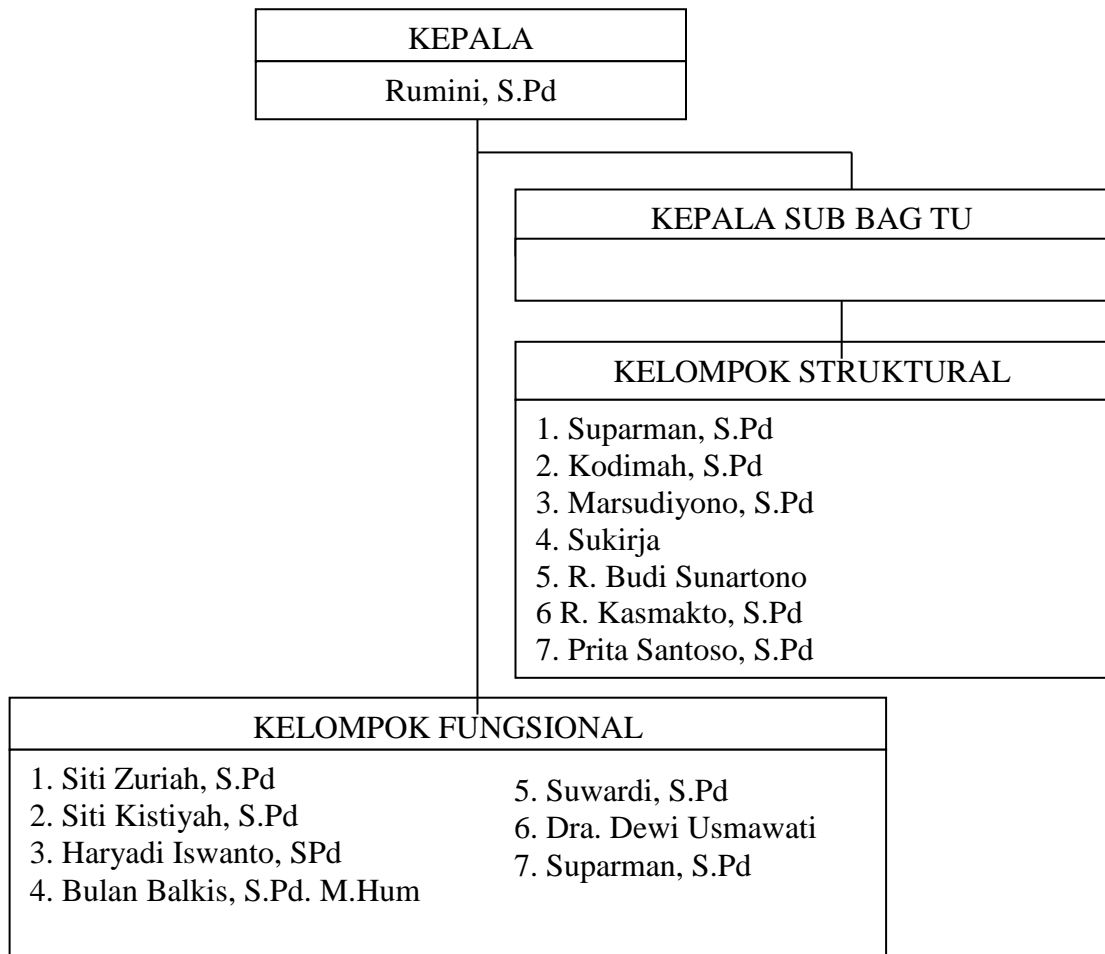 KEPALA
Rumini, S.Pd
KEPALA SUB BAG TU
KELOMPOK STRUKTURAL
1. Suparman, S.Pd
2. Kodimah, S.Pd
3. Marsudiyono, S.Pd
4. Sukirja
5. R. Budi Sunartono
6 R. Kasmakto, S.Pd
7. Prita Santoso, S.Pd
KELOMPOK FUNGSIONAL
1. Siti Zuriah, S.Pd
2. Siti Kistiyah, S.Pd
3. Haryadi Iswanto, SPd
4. Bulan Balkis, S.Pd. M.Hum
5. Suwardi, S.Pd
6. Dra. Dewi Usmawati
7. Suparman, S.Pd